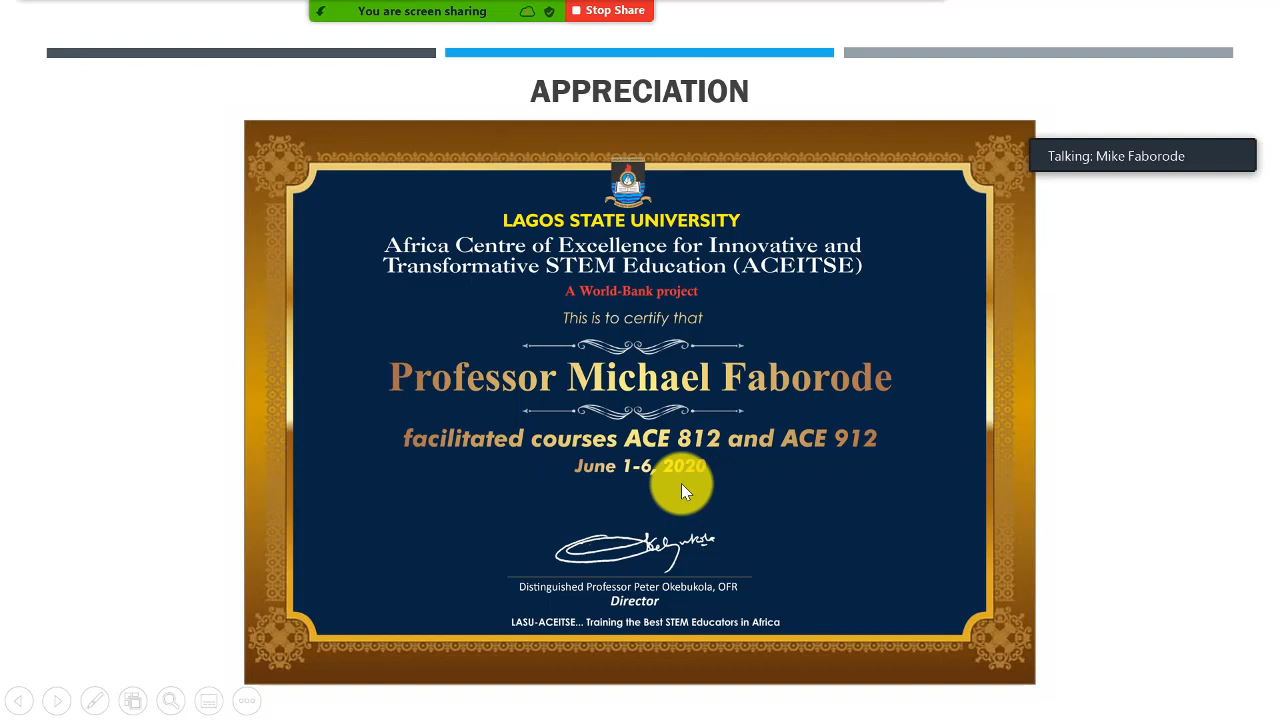 You are screen sharing
Stop Share
APPRECIATION
Talking: Mike Faborode
LAGOS STATE UNIVERSITY
Africa Centre of Excellence for Innovative and
Transformative STEM Education (ACEITSE)
A World-Bank project
This is to certify that
Professor Michael Faborode
facilitated courses ACE 812 and ACE 912
June 1-6, 2020
Distinguished Professor Peter Okebukola, OFR
Director
LASU-ACEITSE... Training the Best STEM Educators in Africa